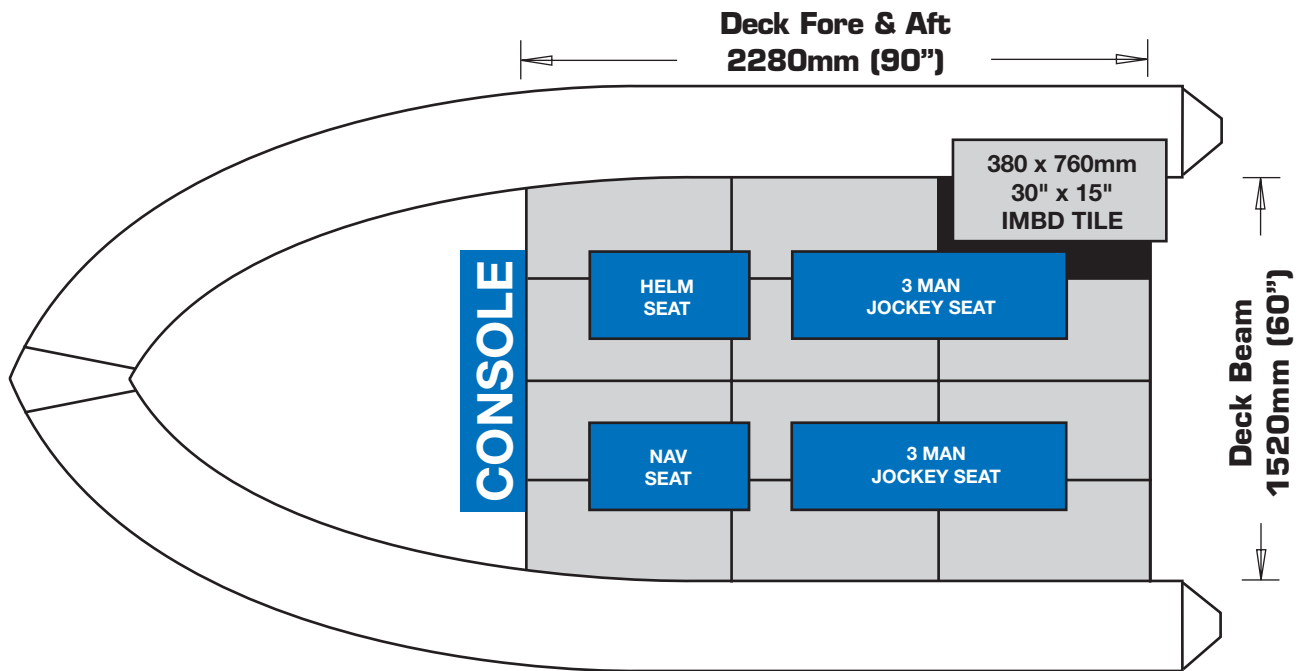 Deck Fore & Aft
2280mm (90”)
380 x 760mm
30" x 15"
IMBD TILE
CONSOLE
HELM
SEAT
3 MAN
JOCKEY SEAT
NAV
SEAT
3 MAN
JOCKEY SEAT
Deck Beam
1520mm (60”)